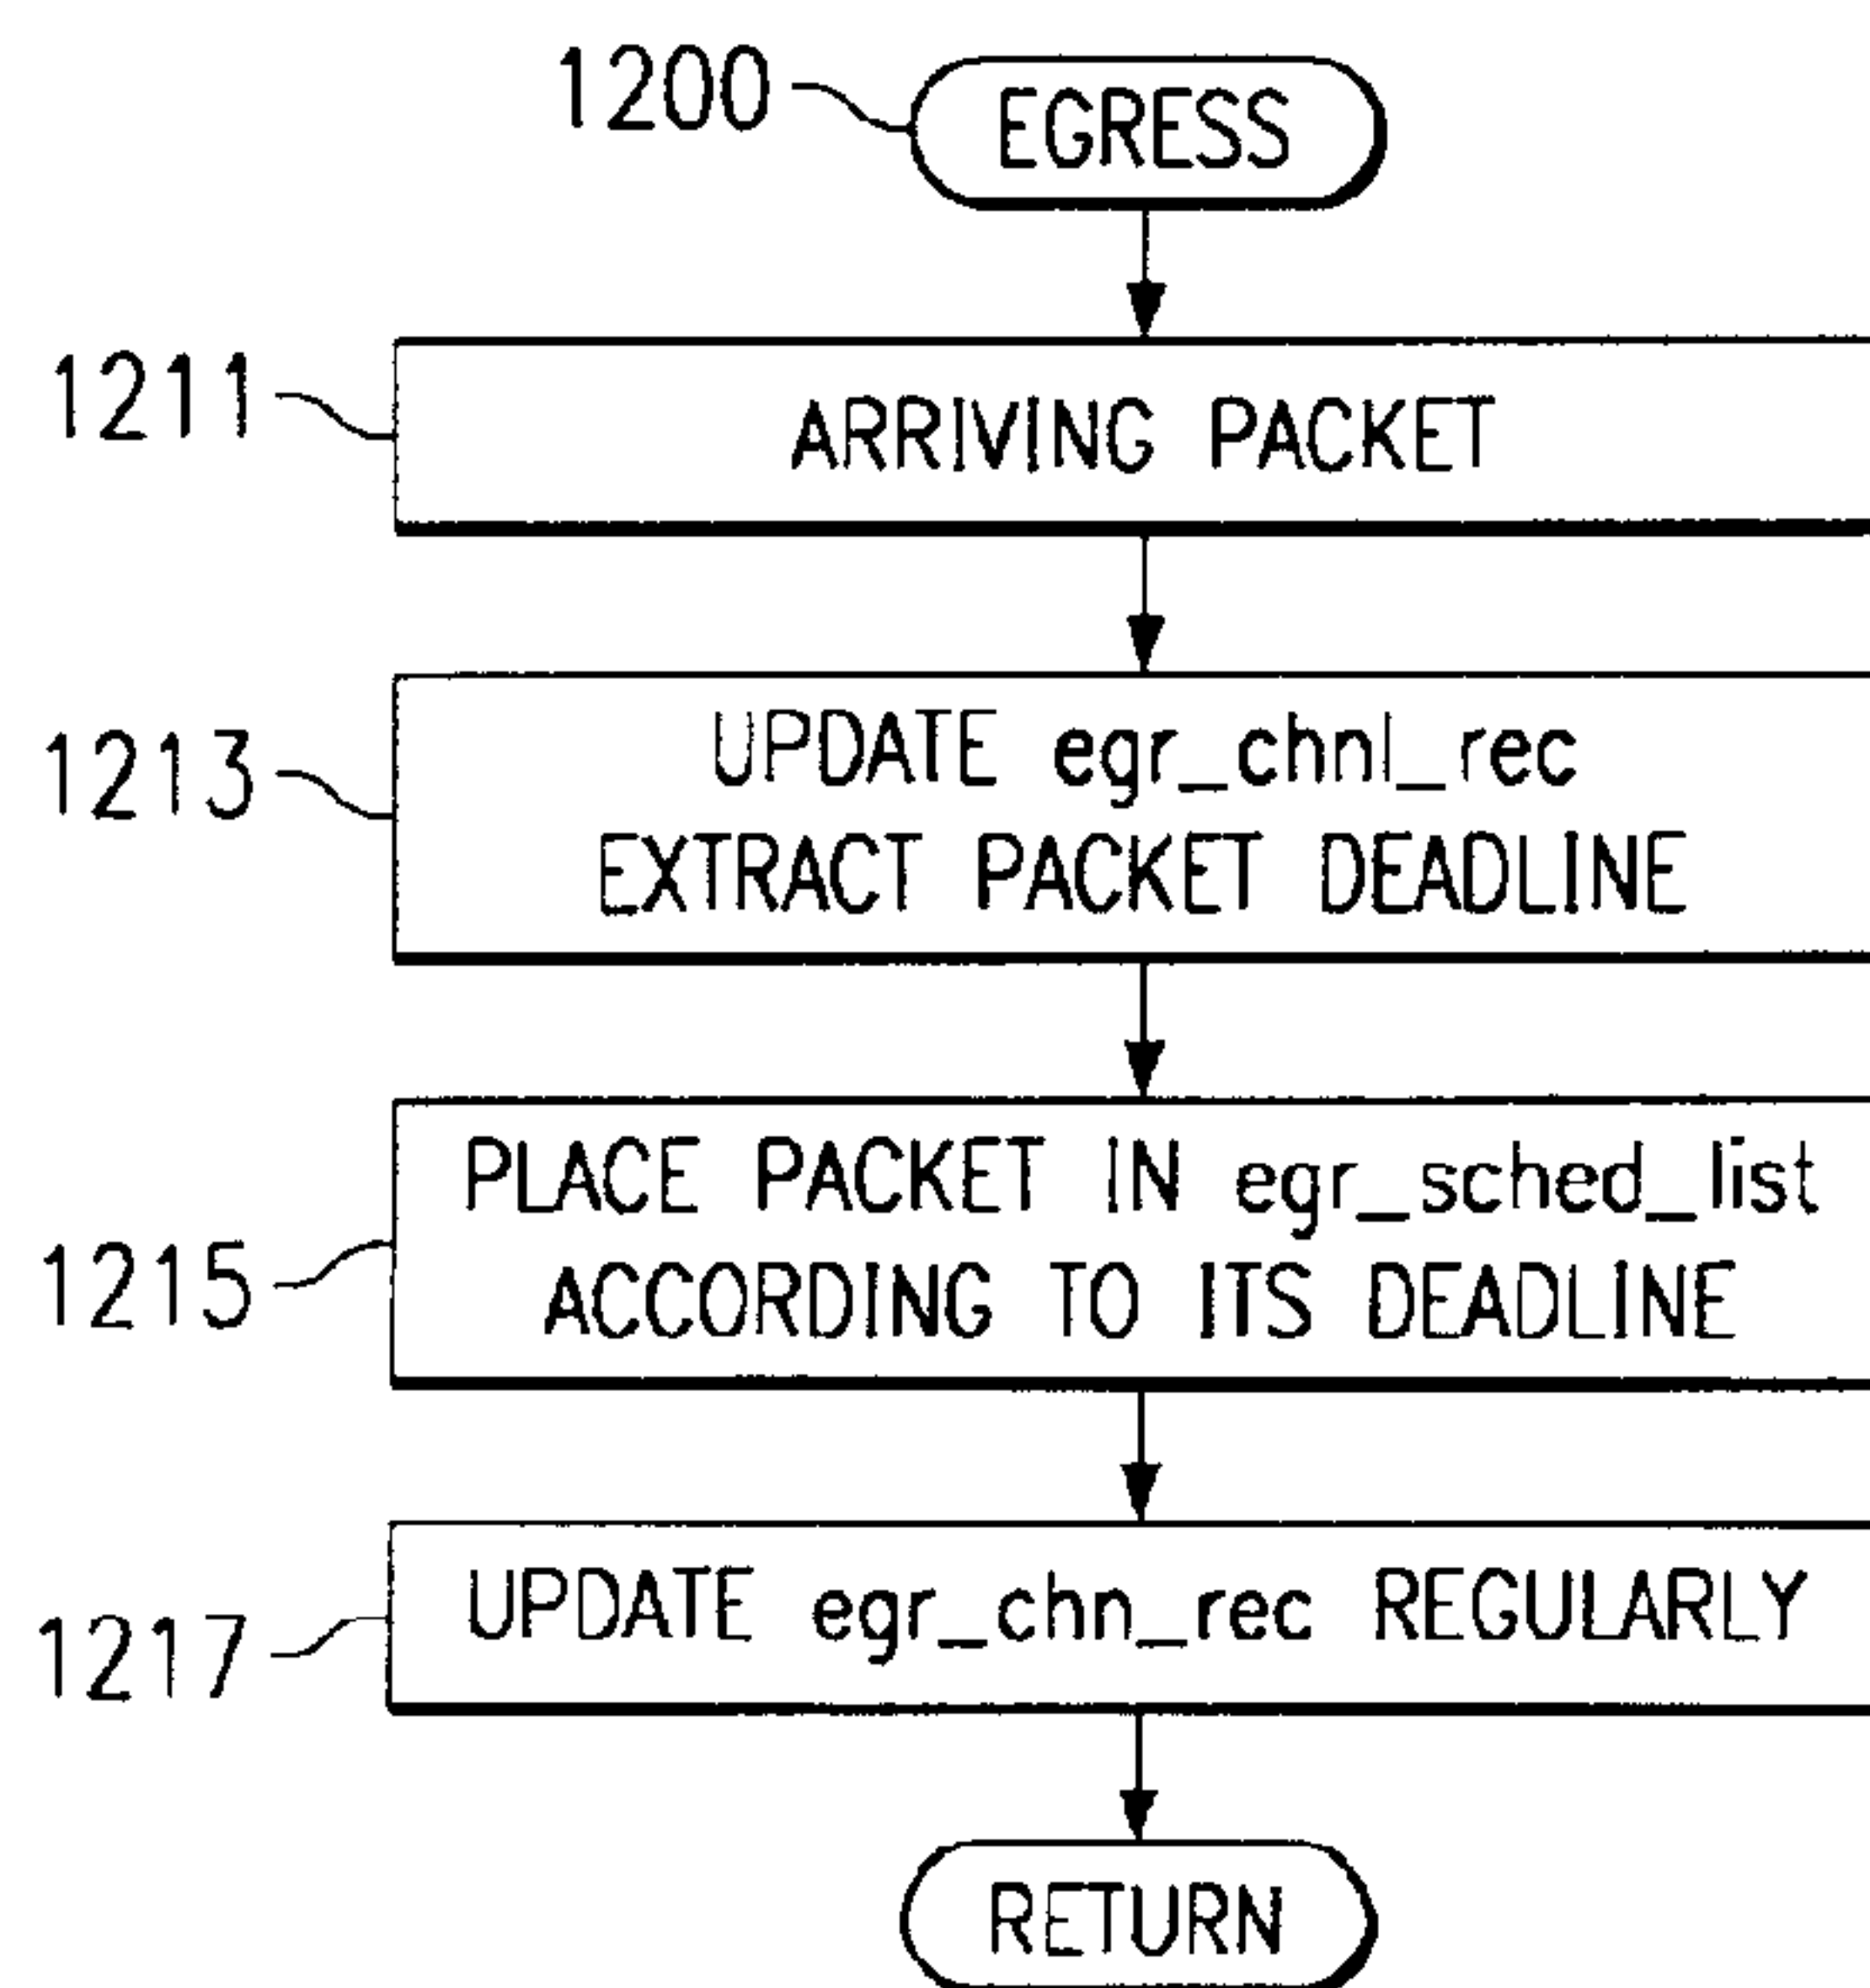 1200
EGRESS
1211
ARRIVING PACKET
1213
UPDATE egr_chnl_rec
EXTRACT PACKET DEADLINE
1215
PLACE PACKET IN egr_sched_list
ACCORDING TO ITS DEADLINE
1217
UPDATE egr_chn_rec REGULARLY
RETURN